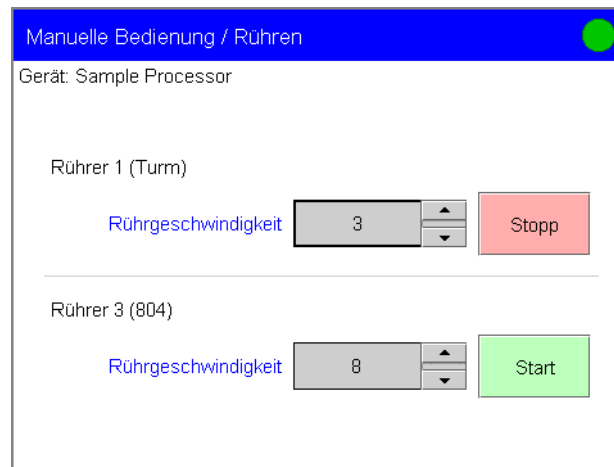 Manuelle Bedienung / Rühren
Gerät: Sample Processor
Rührer 1 (Turm)
Rührgeschwindigkeit 3 Stopp
Rührer 3 (804)
Rührgeschwindigkeit 8 Start